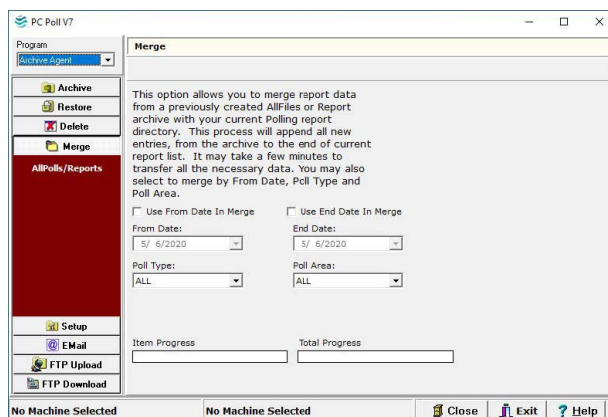 PC Poll V7
Program
Archive Agent
Merge
Archive
Restore
Delete
Merge
AllPolls/Reports
This option allows you to merge report data
from a previously created AllFiles or Report
archive with your current Polling report
directory. This process will append all new
entries, from the archive to the end of current
report list. It may take a few minutes to
transfer all the necessary data. You may also
select to merge by From Date, Poll Type and
Poll Area.
Use From Date In Merge Use End Date In Merge
From Date: End Date:
5/ 6/2020 5/ 6/2020
Poll Type: Poll Area:
ALL ALL
Item Progress Total Progress
Setup
EMail
FTP Upload
FTP Download
No Machine Selected No Machine Selected Close Exit Help